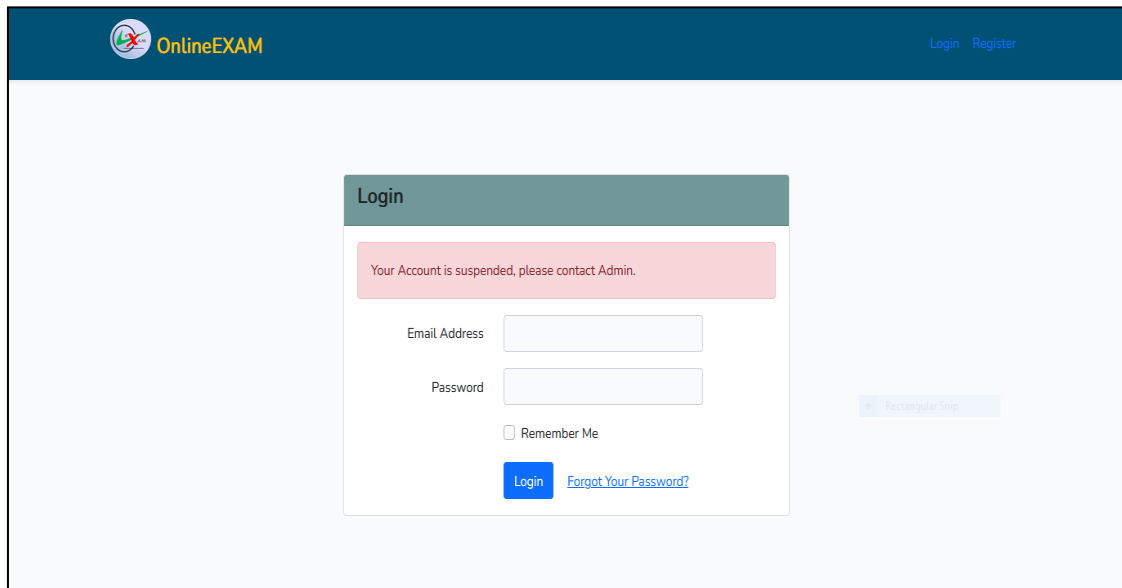 OnlineEXAM
Login Register
Login
Your Account is suspended, please contact Admin.
Email Address
Password
Rectangular Snip
Remember Me
Login Forgot Your Password?